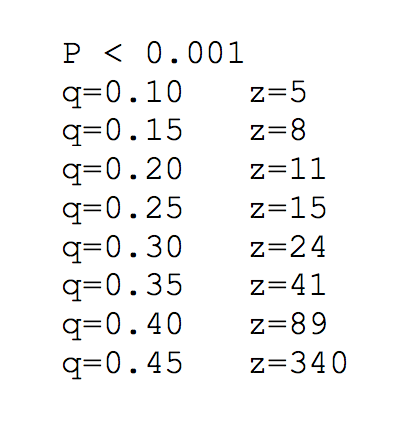 P < 0.001
q=0.10 z=5
q=0.15 z=8
q=0.20 z=11
q=0.25 z=15
q=0.30 z=24
q=0.35 z=41
q=0.40 z=89
q=0.45 z=340